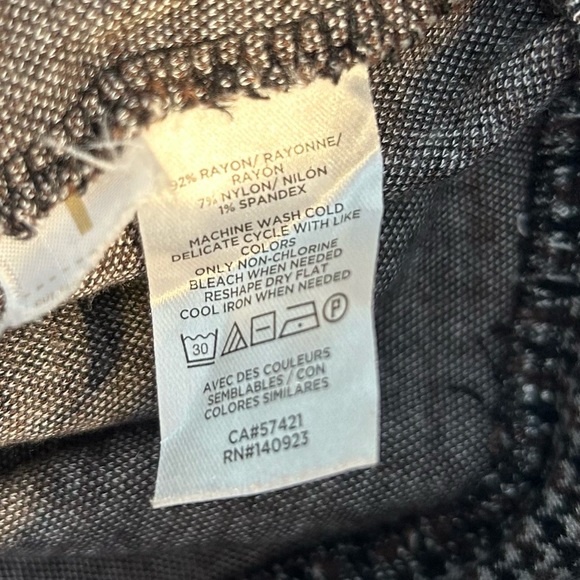 92% RAYON/ RAYONNE/
RAYON
7% NYLON/ NILÓN
1% SPANDEX
MACHINE WASH COLD
DELICATE CYCLE WITH LIKE
COLORS
ONLY NON-CHLORINE
BLEACH WHEN NEEDED
RESHAPE DRY FLAT
COOL IRON WHEN NEEDED
30 P
AVEC DES COULEURS
SEMBLABLES / CON
COLORES SIMILARES
CA#57421
RN#140923